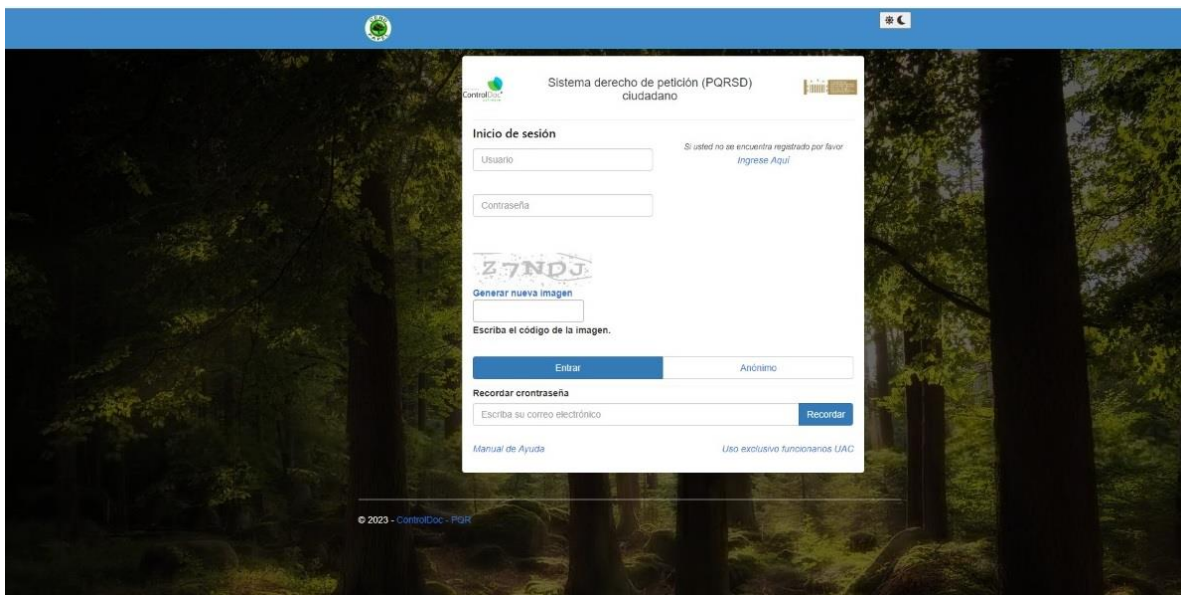 ControlDoc®
Sistema derecho de petición (PQRSD)
ciudadano
Inicio de sesión
Si usted no se encuentra registrado por favor
Ingrese Aquí
Usuario
Contraseña
Z7NDJ
Generar nueva imagen
Escriba el código de la imagen.
Entrar
Anónimo
Recordar crontraseña
Escriba su correo electrónico
Recordar
Manual de Ayuda
Uso exclusivo funcionarios UAC
© 2023 - ControlDoc - PQR